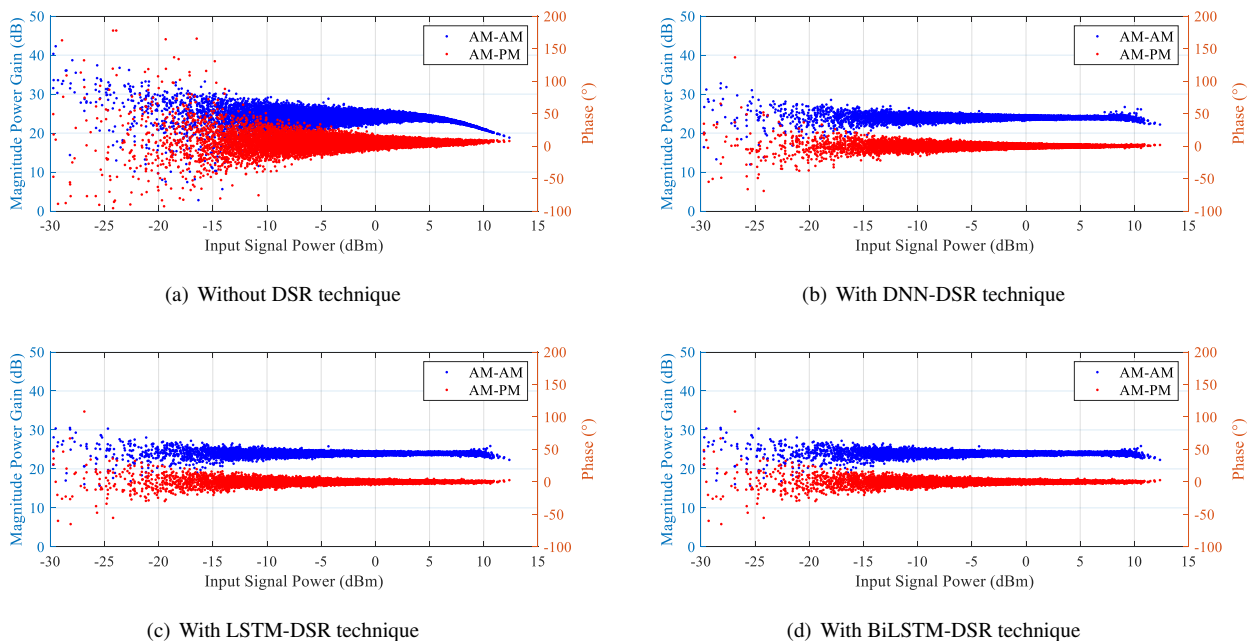 50
40
30
20
10
0
Magnitude Power Gain (dB)
200
150
100
50
0
-50
-100
Phase (°)
AM-AM
AM-PM
-30 -25 -20 -15 -10 -5 0 5 10 15
Input Signal Power (dBm)
(a) Without DSR technique
50
40
30
20
10
0
Magnitude Power Gain (dB)
200
150
100
50
0
-50
-100
Phase (°)
AM-AM
AM-PM
-30 -25 -20 -15 -10 -5 0 5 10 15
Input Signal Power (dBm)
(b) With DNN-DSR technique
50
40
30
20
10
0
Magnitude Power Gain (dB)
200
150
100
50
0
-50
-100
Phase (°)
AM-AM
AM-PM
-30 -25 -20 -15 -10 -5 0 5 10 15
Input Signal Power (dBm)
(c) With LSTM-DSR technique
50
40
30
20
10
0
Magnitude Power Gain (dB)
200
150
100
50
0
-50
-100
Phase (°)
AM-AM
AM-PM
-30 -25 -20 -15 -10 -5 0 5 10 15
Input Signal Power (dBm)
(d) With BiLSTM-DSR technique